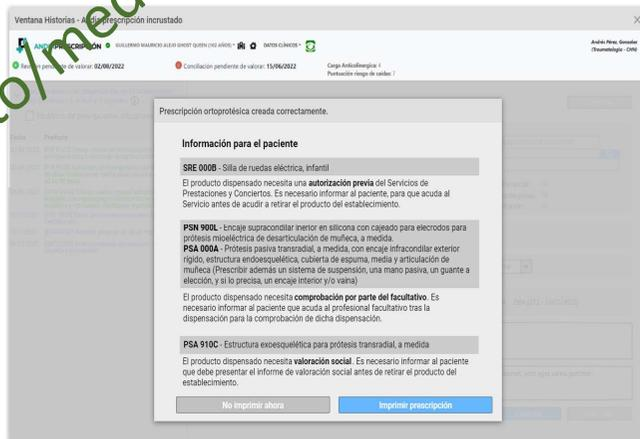 Ventana Historias - Andia prescripción incrustado
ANDIA PRESCRIPCIÓN GUILLERMO MAURICIO ALEJO GHOST QUEEN (102 AÑOS) DATOS CLÍNICOS
Andrés Pérez, Gonzalez
(Traumatología - CHN)
Revisión pendiente de valorar: 02/08/2022 Conciliación pendiente de valorar: 15/06/2022 Carga Anticolinergica: 4
Puntuación riesgo de caídas: 7
Prescripción ortoprotésica creada correctamente.
Información para el paciente
SRE 000B - Silla de ruedas eléctrica, infantil
El producto dispensado necesita una autorización previa del Servicios de
Prestaciones y Conciertos. Es necesario informar al paciente, para que acuda al
Servicio antes de acudir a retirar el producto del establecimiento.
PSN 900L - Encaje supracondilar inerior en silicona con cajeado para elecrodos para
prótesis mioeléctrica de desarticulación de muñeca, a medida.
PSA 000A - Prótesis pasiva transradial, a medida, con encaje infracondilar exterior
rígido, estructura endoesquelética, cubierta de espuma, media y articulación de
muñeca (Prescribir además un sistema de suspensión, una mano pasiva, un guante a
elección, y si lo precisa, un encaje interior y/o vaina)
El producto dispensado necesita comprobación por parte del facultativo. Es
necesario informar al paciente que acuda al profesional facultativo tras la
dispensación para la comprobación de dicha dispensación.
PSA 910C - Estructura exoesquelética para prótesis transradial, a medida
El producto dispensado necesita valoración social. Es necesario informar al paciente
que debe presentar el informe de valoración social antes de retirar el producto del
establecimiento.
No imprimir ahora
Imprimir prescripción